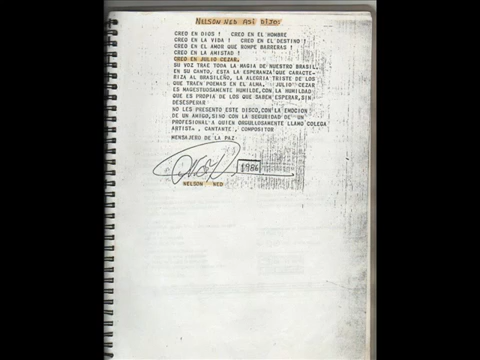 NELSON NED ASI DIJO:
CREO EN DIOS ! CREO EN EL HOMBRE
CREO EN LA VIDA ! CREO EN EL DESTINO !
CREO EN EL AMOR QUE ROMPE BARRERAS !
CREO EN LA AMISTAD !
CREO EN JULIO CEZAR.
SU VOZ TRAE TODA LA MAGIA DE NUESTRO BRASIL
EN SU CANTO, ESTA LA ESPERANZA QUE CARACTE-
RIZA AL BRASILEÑO, LA ALEGRIA TRISTE DE LOS
QUE TRAEN POEMAS EN EL ALMA, JULIO CEZAR
ES MAGESTUOSAMENTE HUMILDE, CON LA HUMILDAD
QUE ES PROPIA DE LOS QUE SABEN ESPERAR, SIN
DESESPERAR
NO LES PRESENTO ESTE DISCO, CON LA EMOCION
DE UN AMIGO, SINO CON LA SEGURIDAD DE UN
PROFESIONAL A QUIEN ORGULLOSAMENTE LLAMO COLEGA
ARTISTA, CANTANTE, COMPOSITOR
MENSAJESO DE LA PAZ
1986
NELSON NED